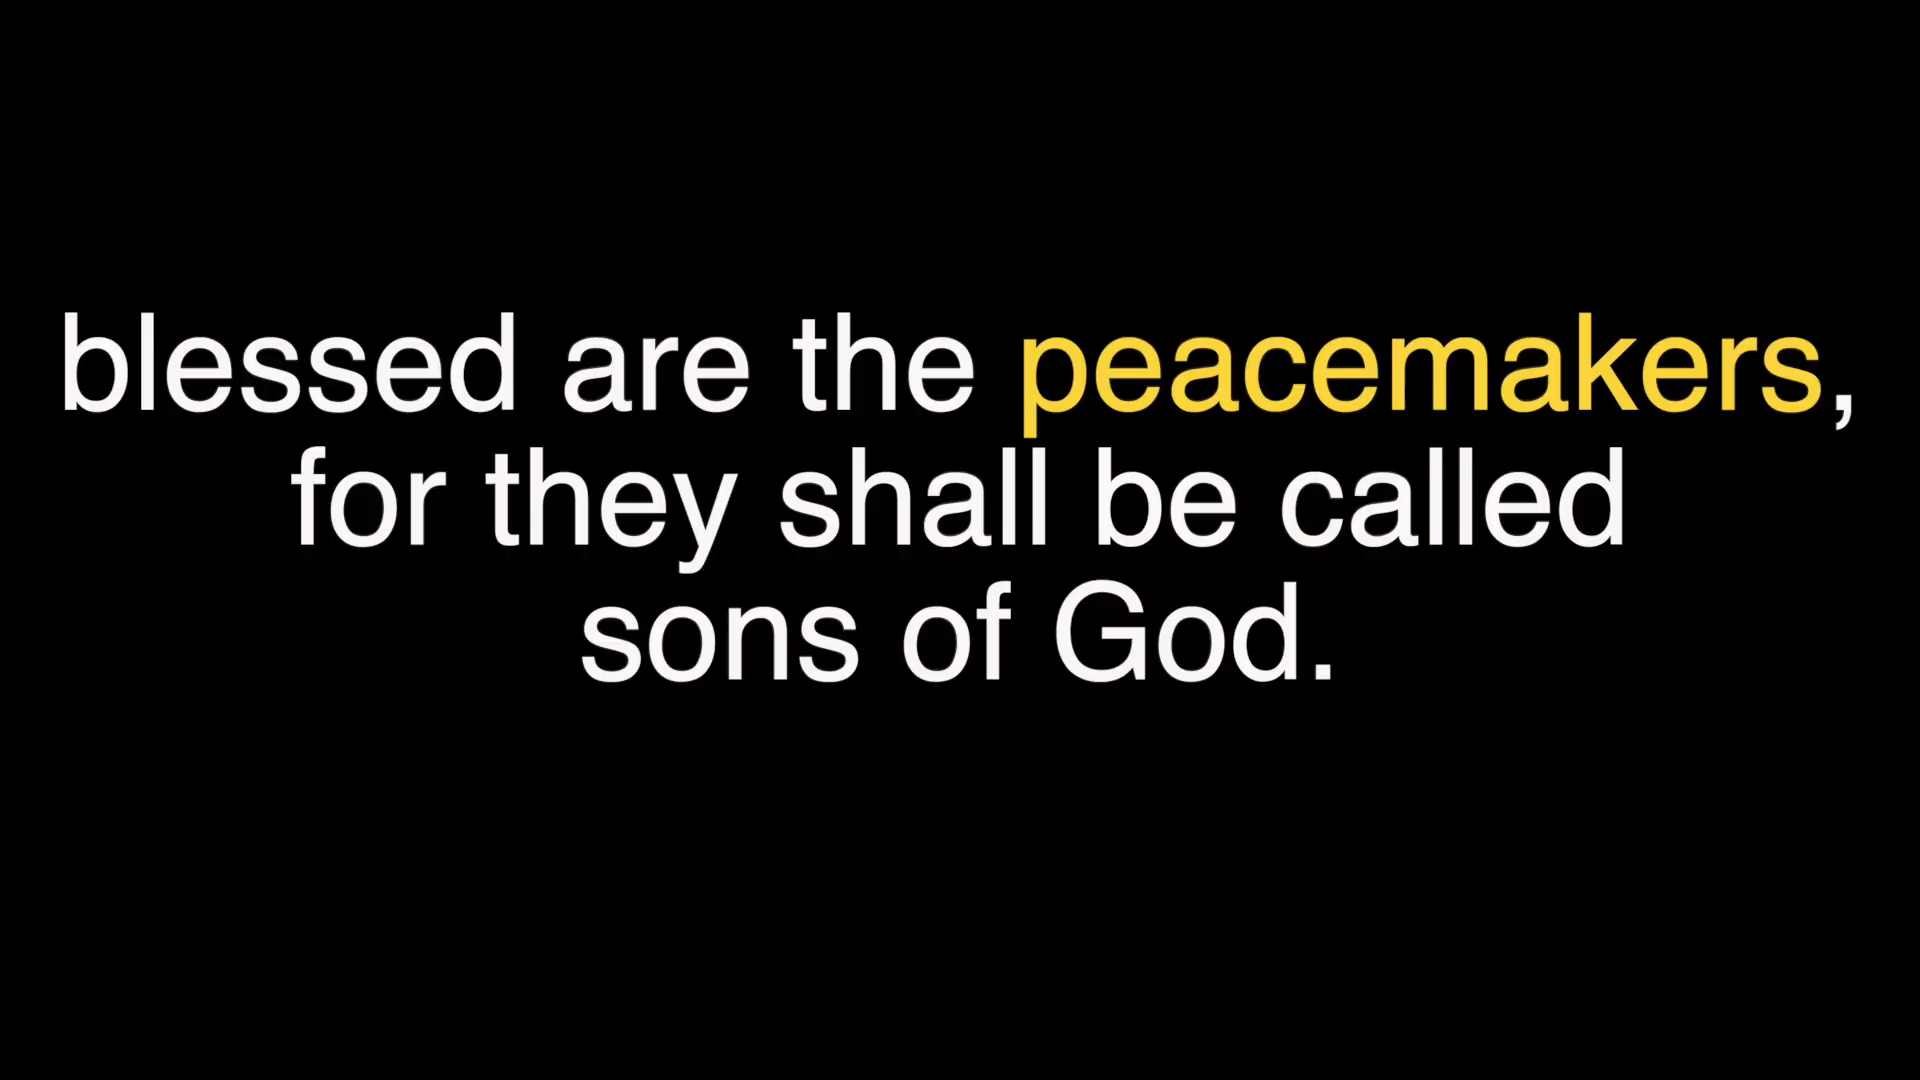 blessed are the peacemakers,
for they shall be called
sons of God.